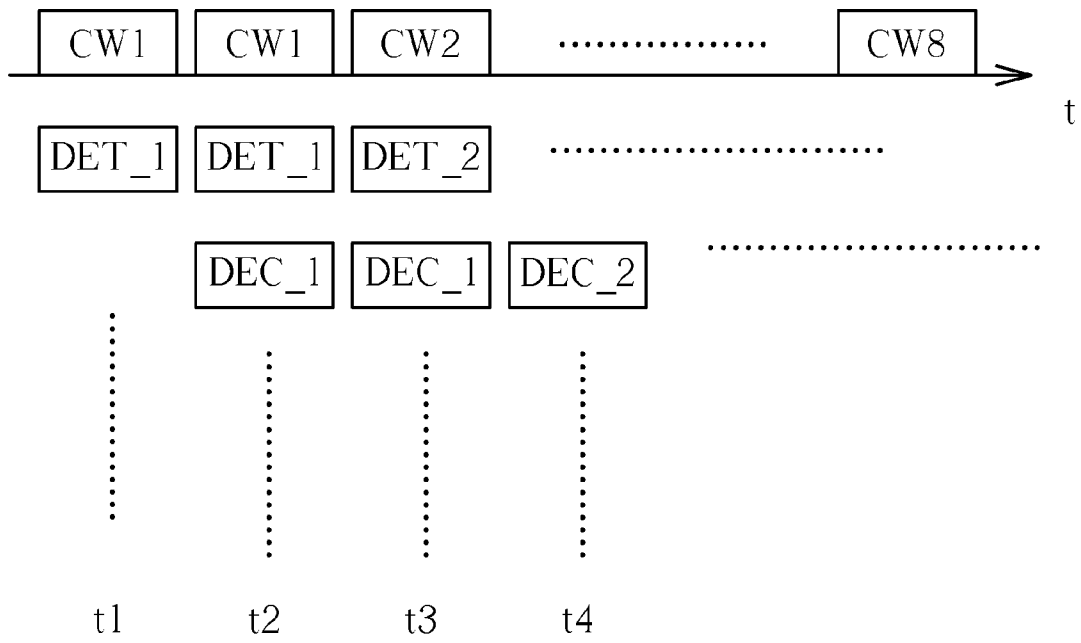 CW1 CW1 CW2 CW8
t
DET_1 DET_1 DET_2
DEC_1 DEC_1 DEC_2
t1 t2 t3 t4